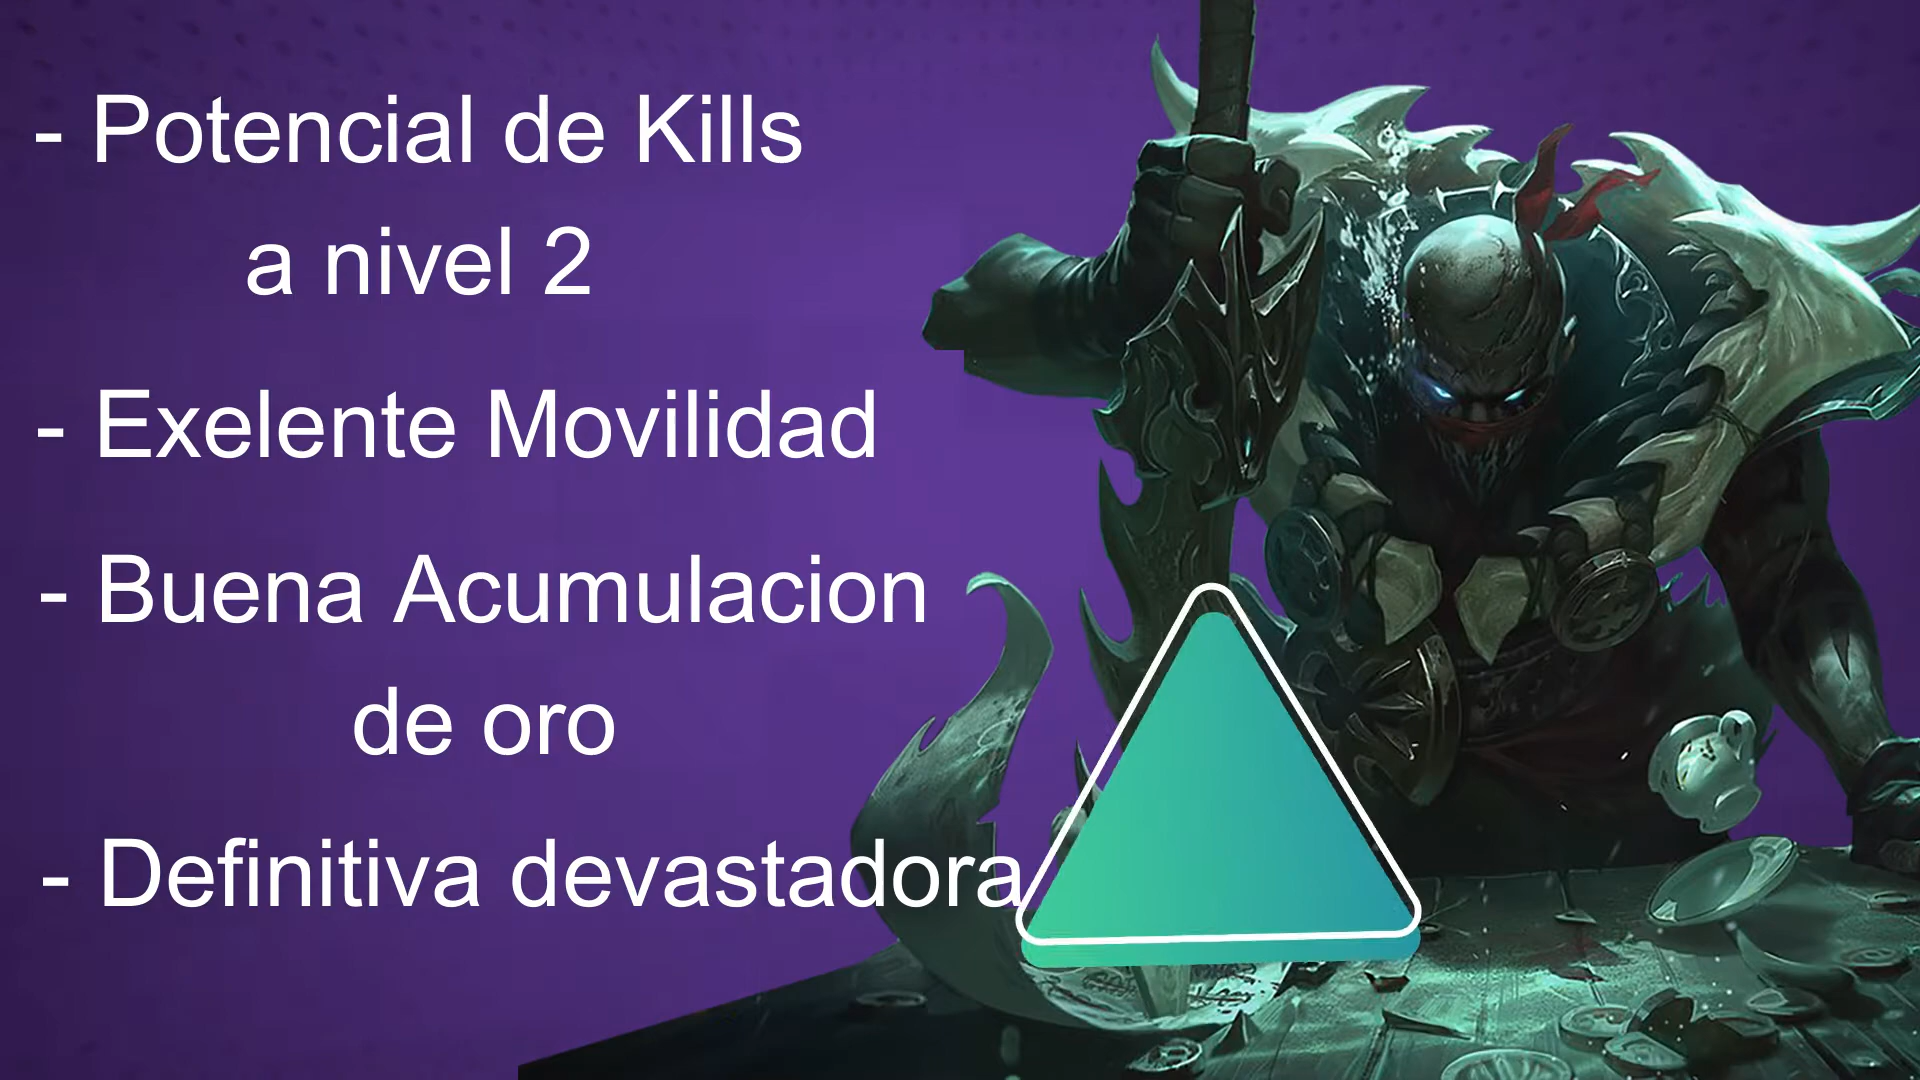 - Potencial de Kills
a nivel 2
- Exelente Movilidad
- Buena Acumulacion
de oro
- Definitiva devastadora